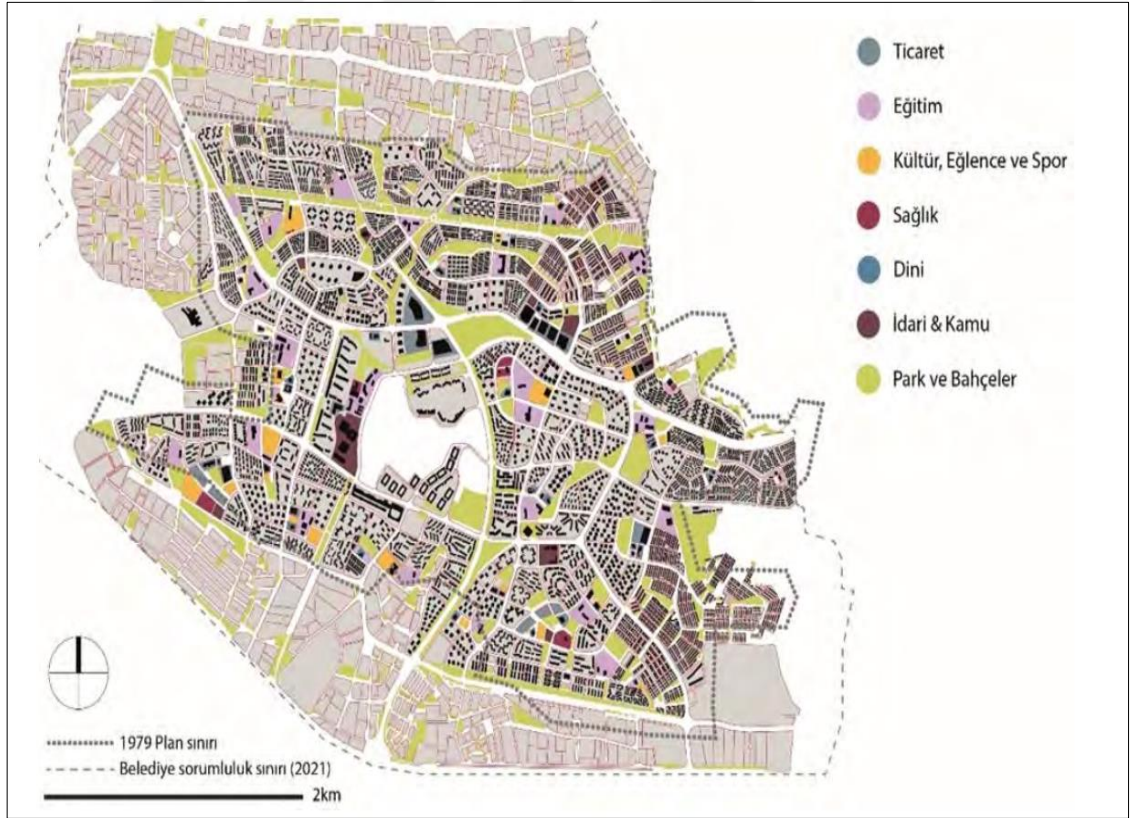 Ticaret
Eğitim
Kültür, Eğlence ve Spor
Sağlık
Dini
İdari & Kamu
Park ve Bahçeler
1979 Plan sınırı
Belediye sorumluluk sınırı (2021)
2km